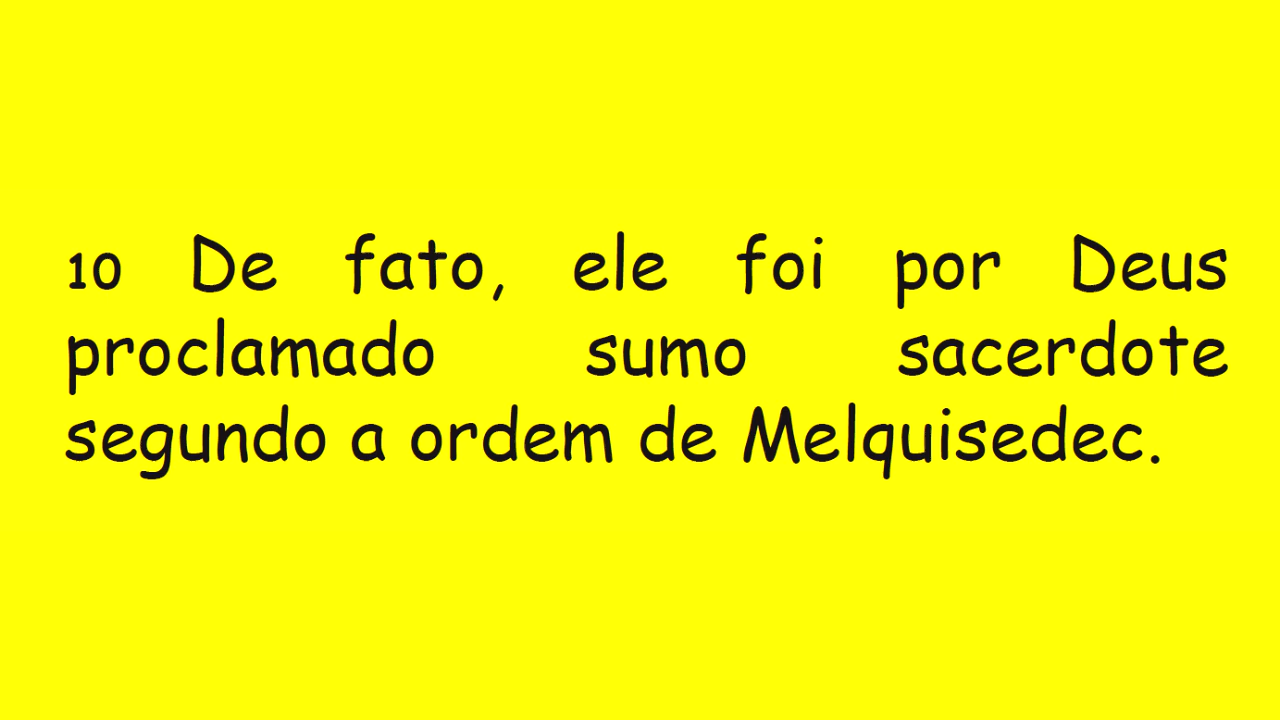 10 De fato, ele foi por Deus
proclamado sumo sacerdote
segundo a ordem de Melquisedec.